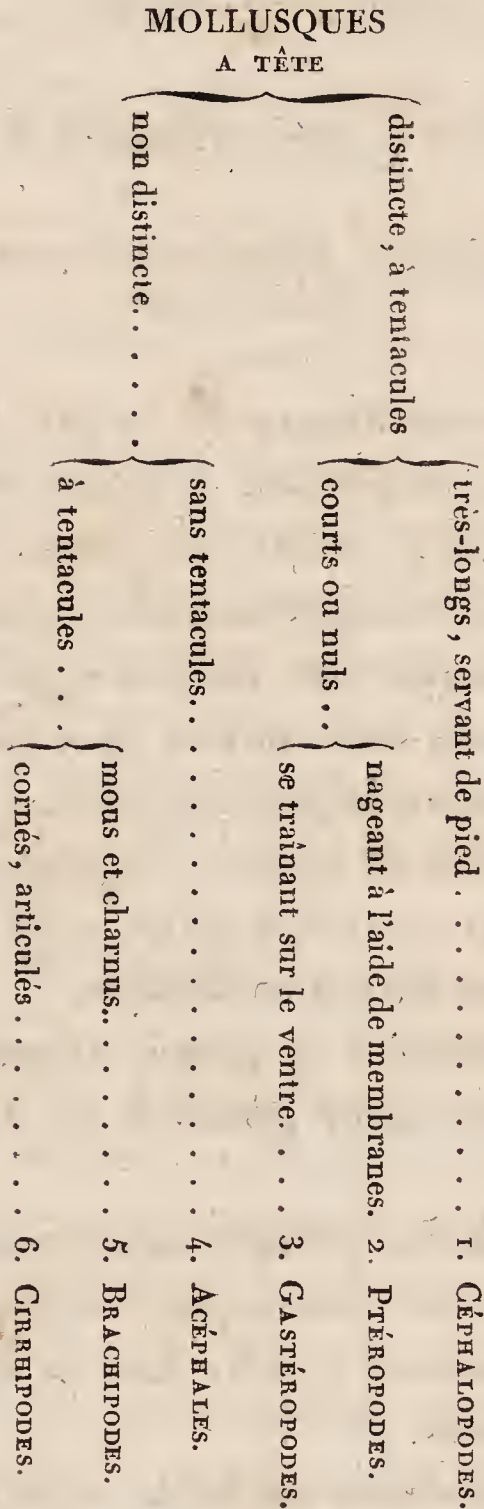 MOLLUSQUES
A TÊTE
distincte, à tentacules
très-longs, servant de pied . . . . . . . . . . 1. CÉPHALOPODES.
courts ou nuls . .
nageant à l'aide de membranes. 2. PTÉROPODES.
se traînant sur le ventre. . . . 3. GASTÉROPODES.
non distincte. . . . .
sans tentacules. . . . . . . . . . . . . . . 4. ACÉPHALES.
à tentacules . . .
mous et charnus. . . . . . . . 5. BRACHIPODES.
cornés, articulés . . . . . . . 6. CIRRHIPODES.